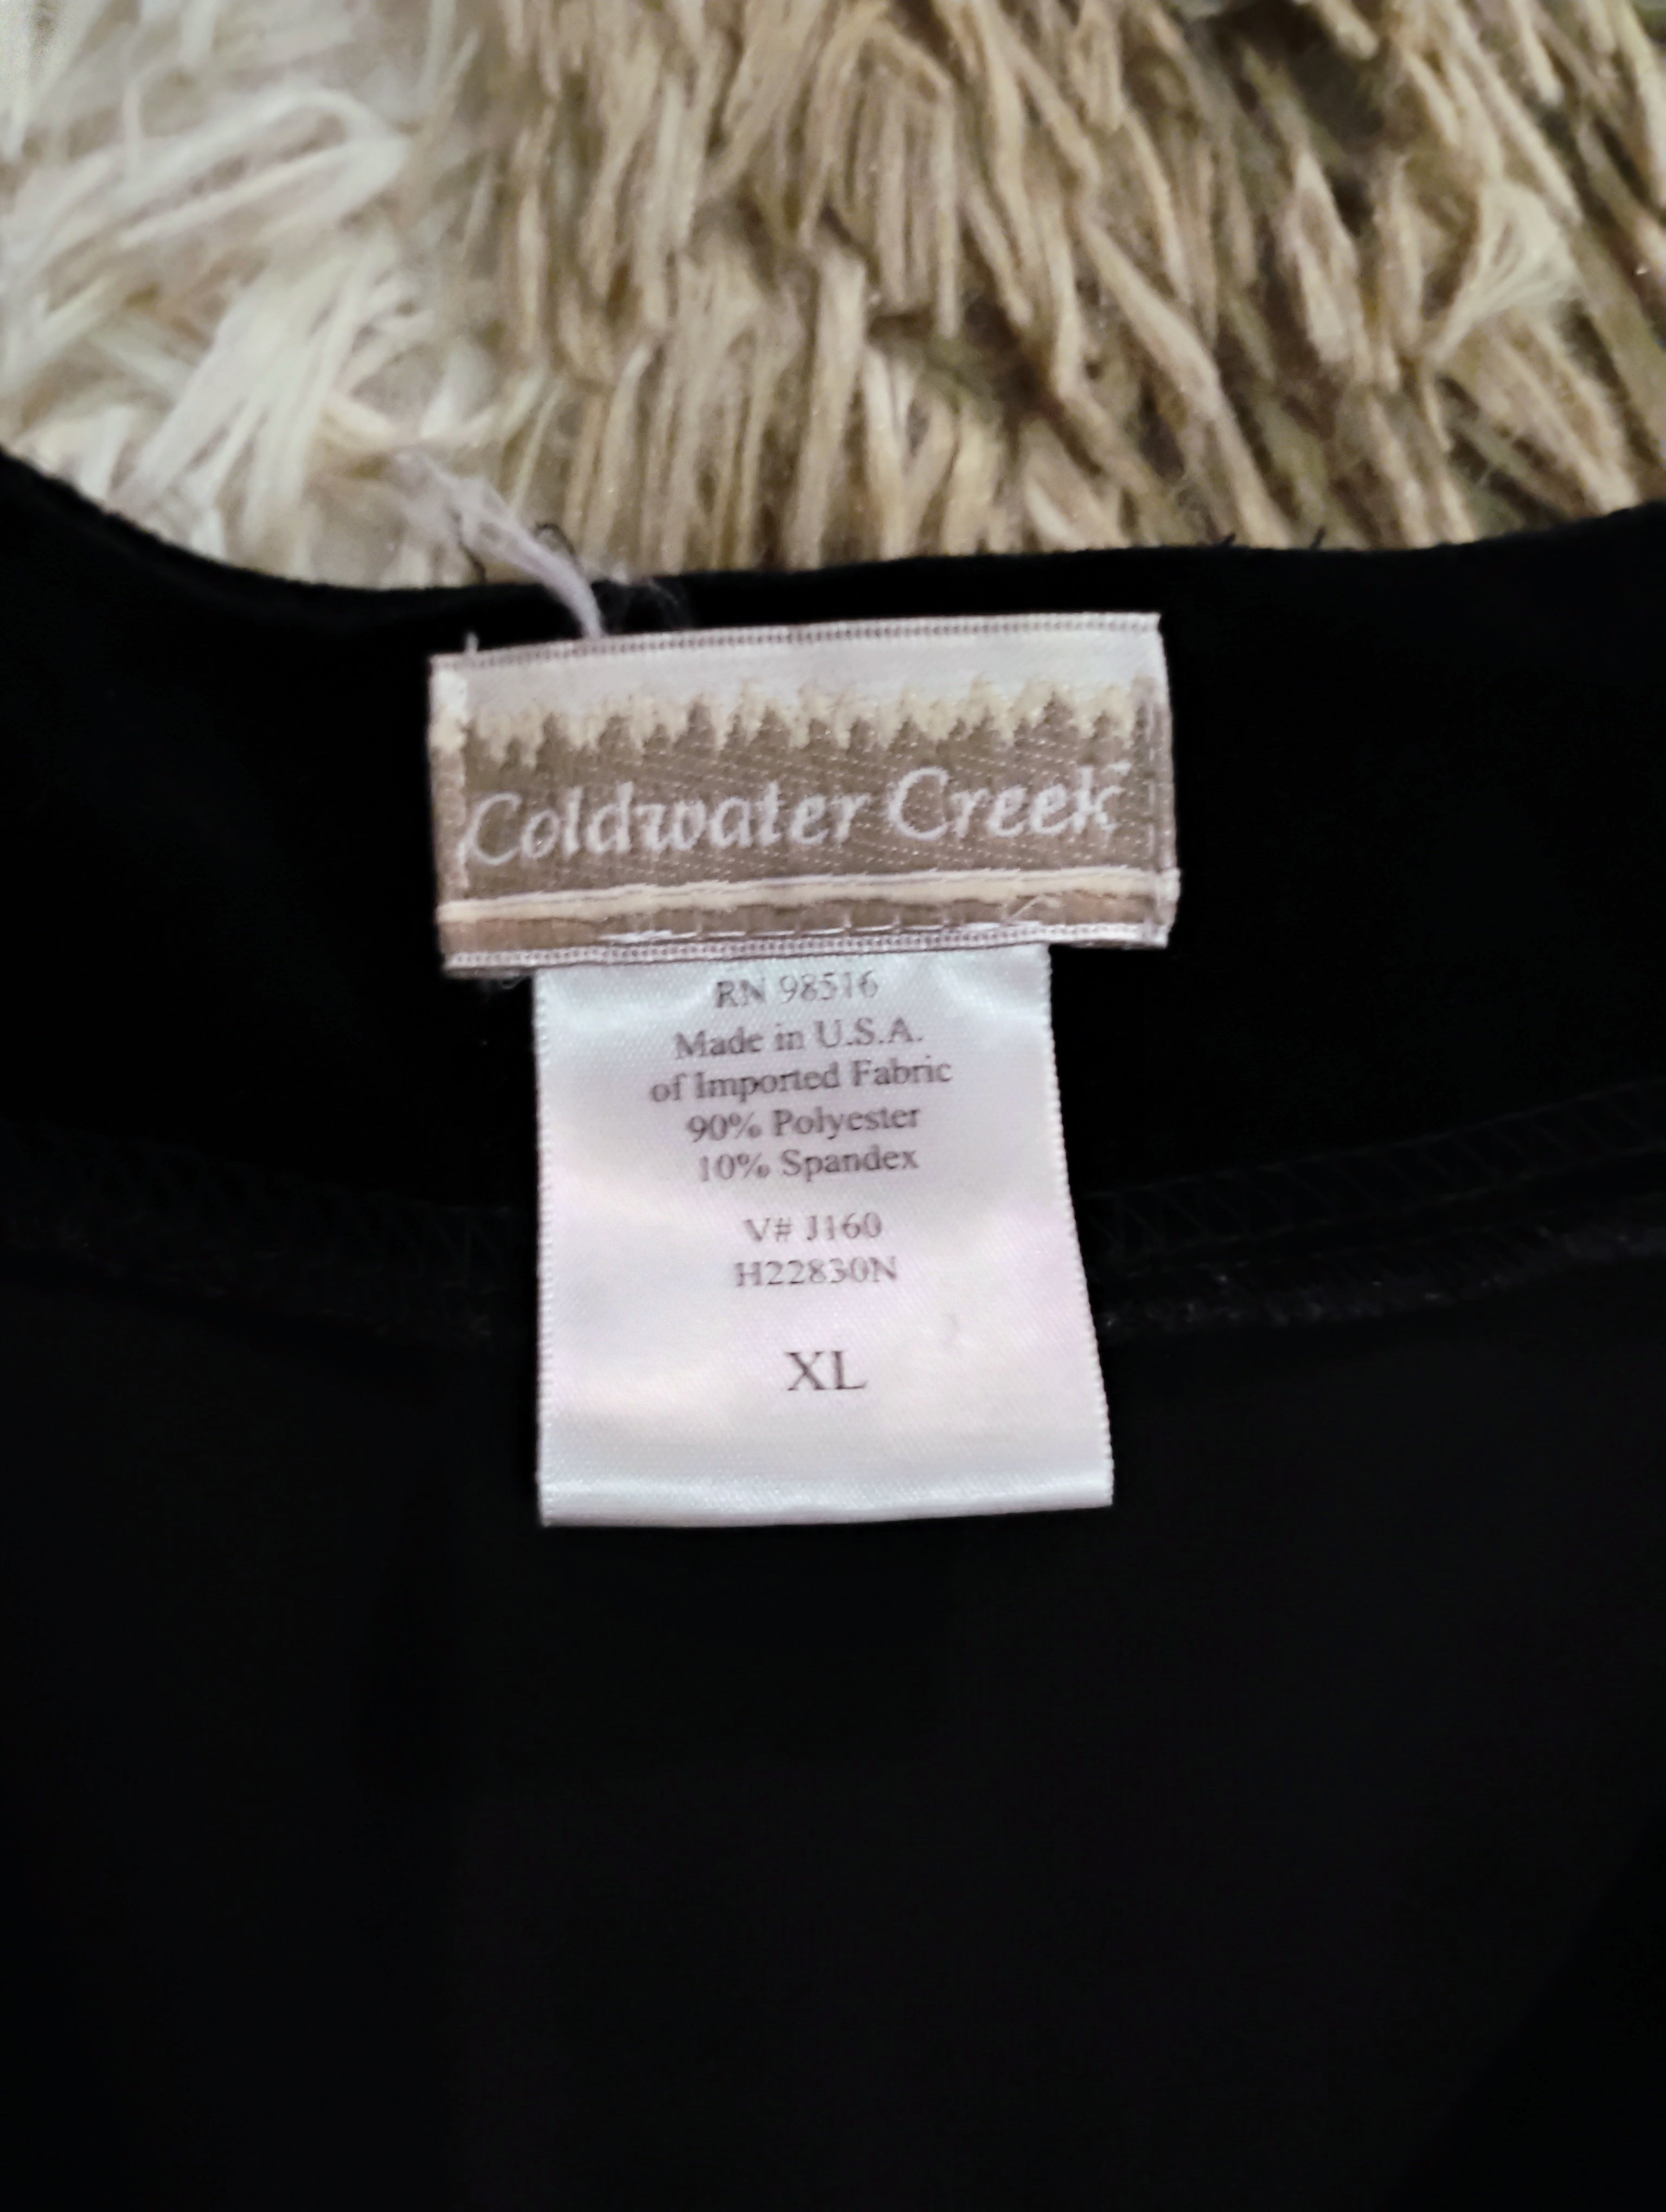 Coldwater Creek
RN 98516
Made in U.S.A.
of Imported Fabric
90% Polyester
10% Spandex
V# J160
H22830N
XL